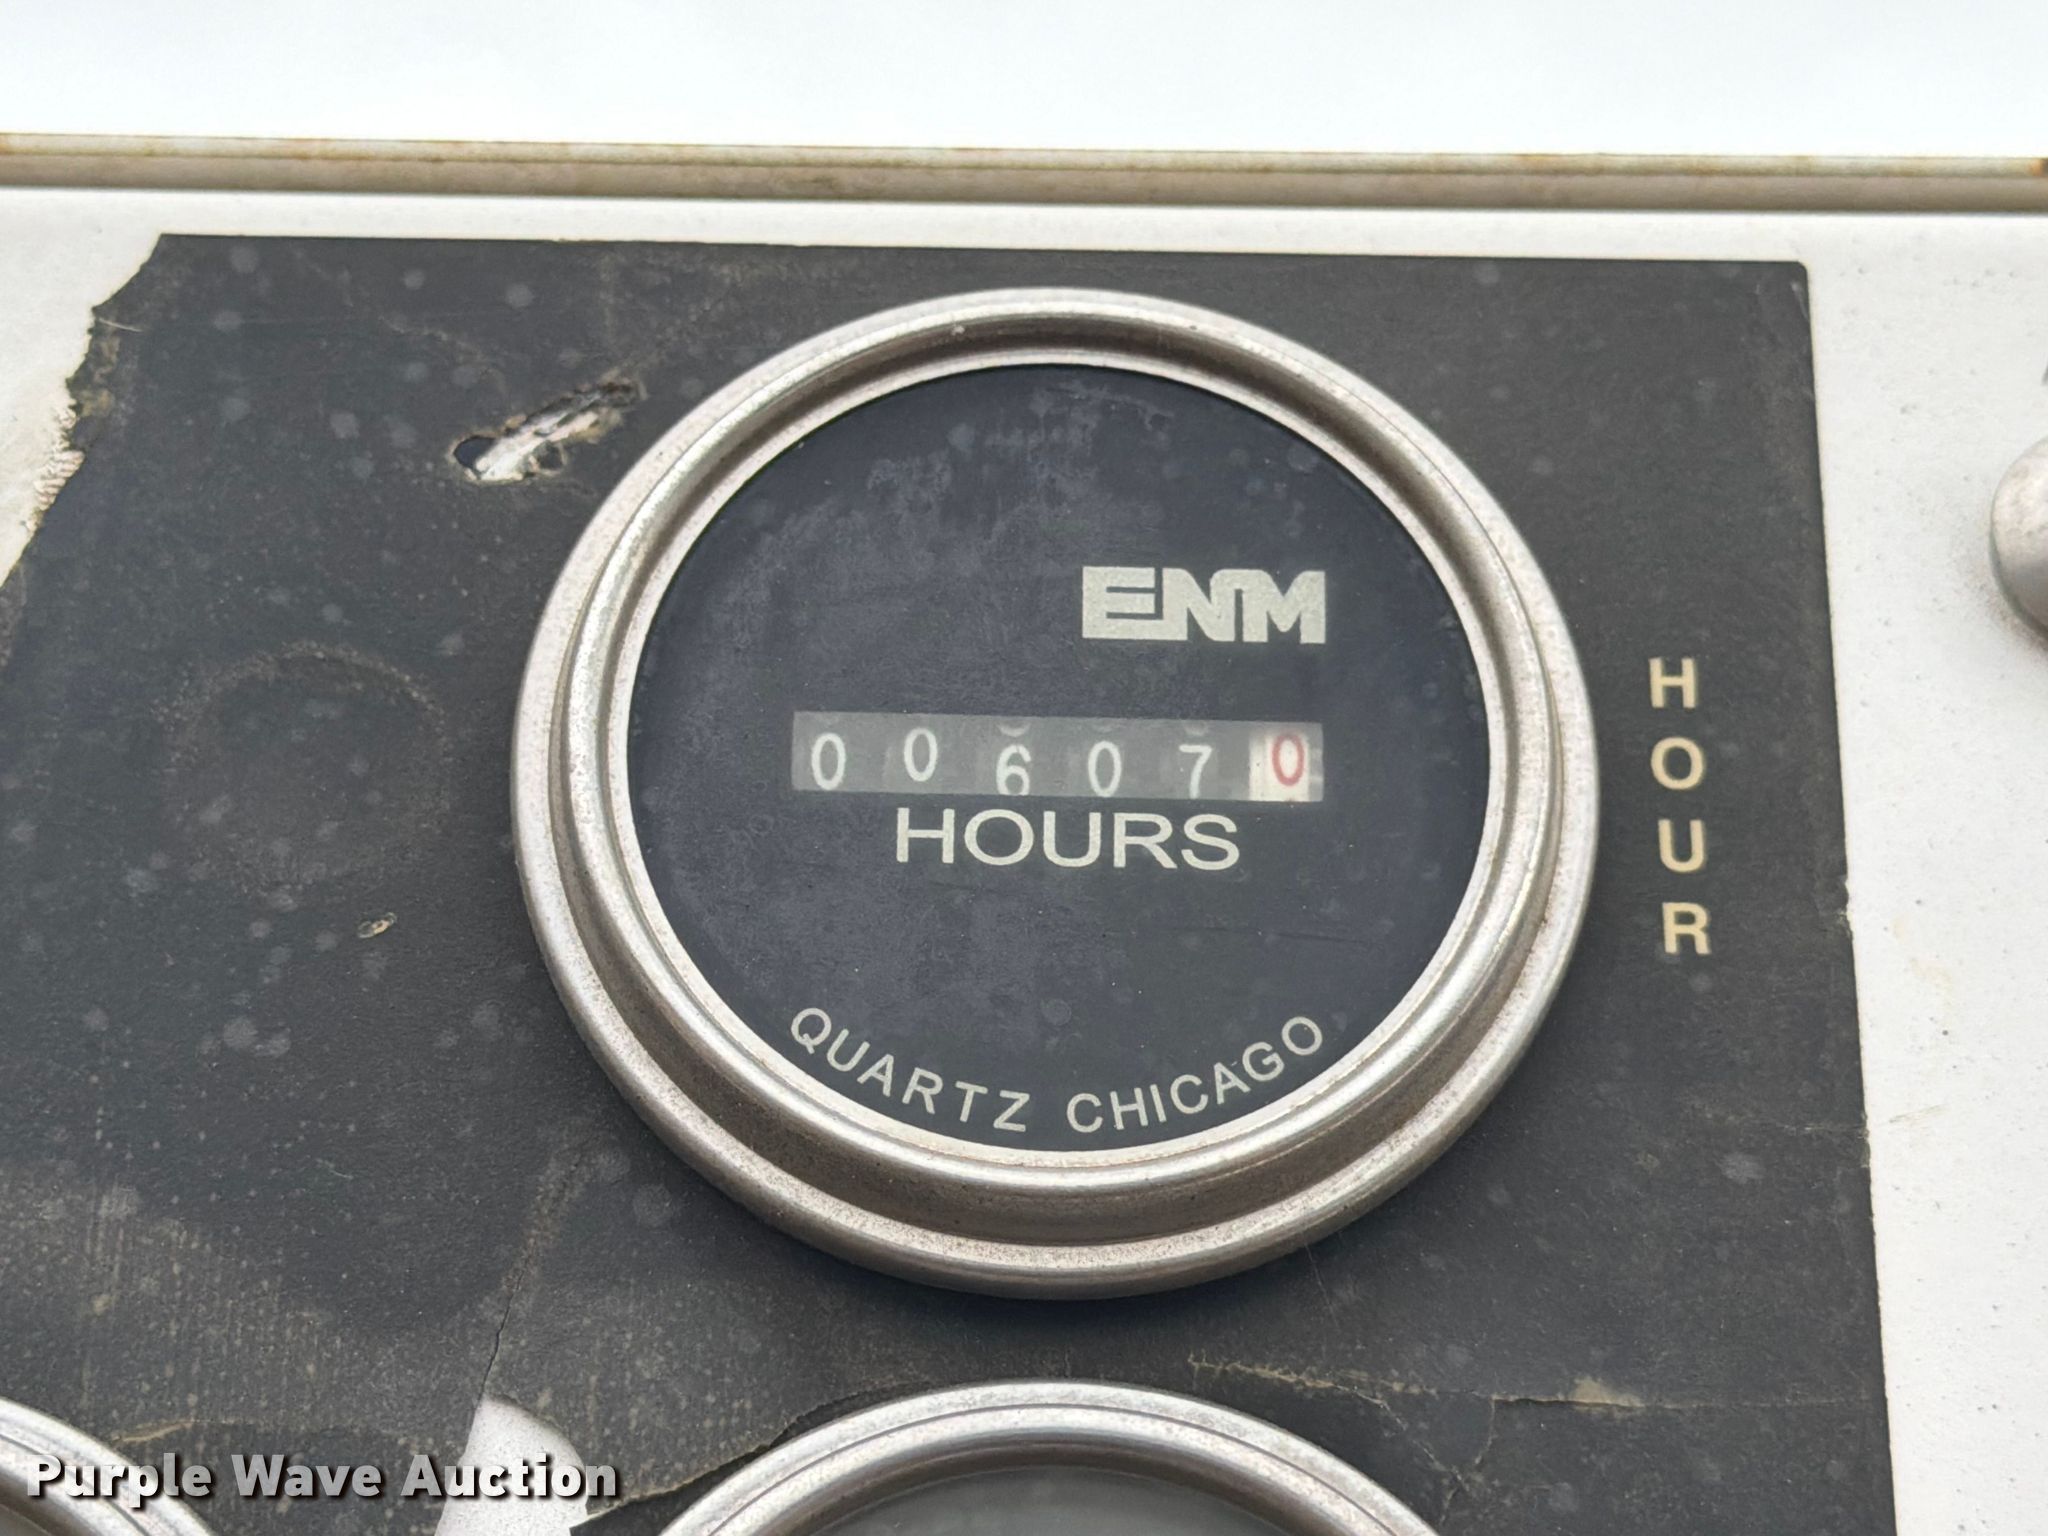 ENM
006070
HOURS
QUARTZ CHICAGO
HOUR
Purple Wave Auction